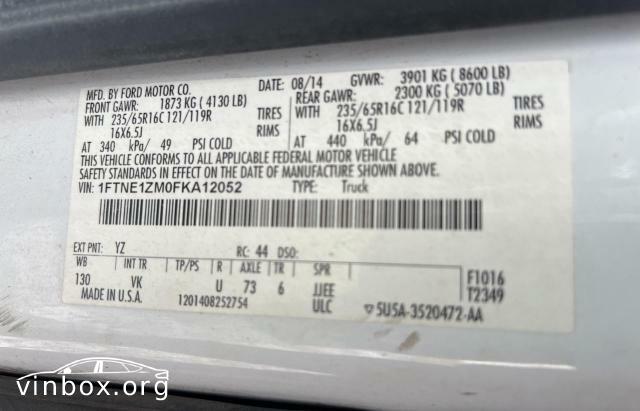 MFD. BY FORD MOTOR CO. DATE: 08/14 GVWR: 3901 KG ( 8600 LB)
FRONT GAWR: 1873 KG ( 4130 LB) REAR GAWR: 2300 KG ( 5070 LB)
WITH 235/65R16C 121/119R TIRES WITH 235/65R16C 121/119R TIRES
16X6.5J RIMS 16X6.5J RIMS
AT 340 kPa/ 49 PSI COLD AT 440 kPa/ 64 PSI COLD
THIS VEHICLE CONFORMS TO ALL APPLICABLE FEDERAL MOTOR VEHICLE
SAFETY STANDARDS IN EFFECT ON THE DATE OF MANUFACTURE SHOWN ABOVE.
VIN: 1FTNE1ZM0FKA12052 TYPE: Truck
EXT PNT: YZ RC: 44 DSO:
WB INT TR TP/PS R AXLE TR SPR F1016
130 VK U 73 6 JJEE T2349
MADE IN U.S.A. 1201408252754 ULC 5U5A-3520472-AA
vinbox.org